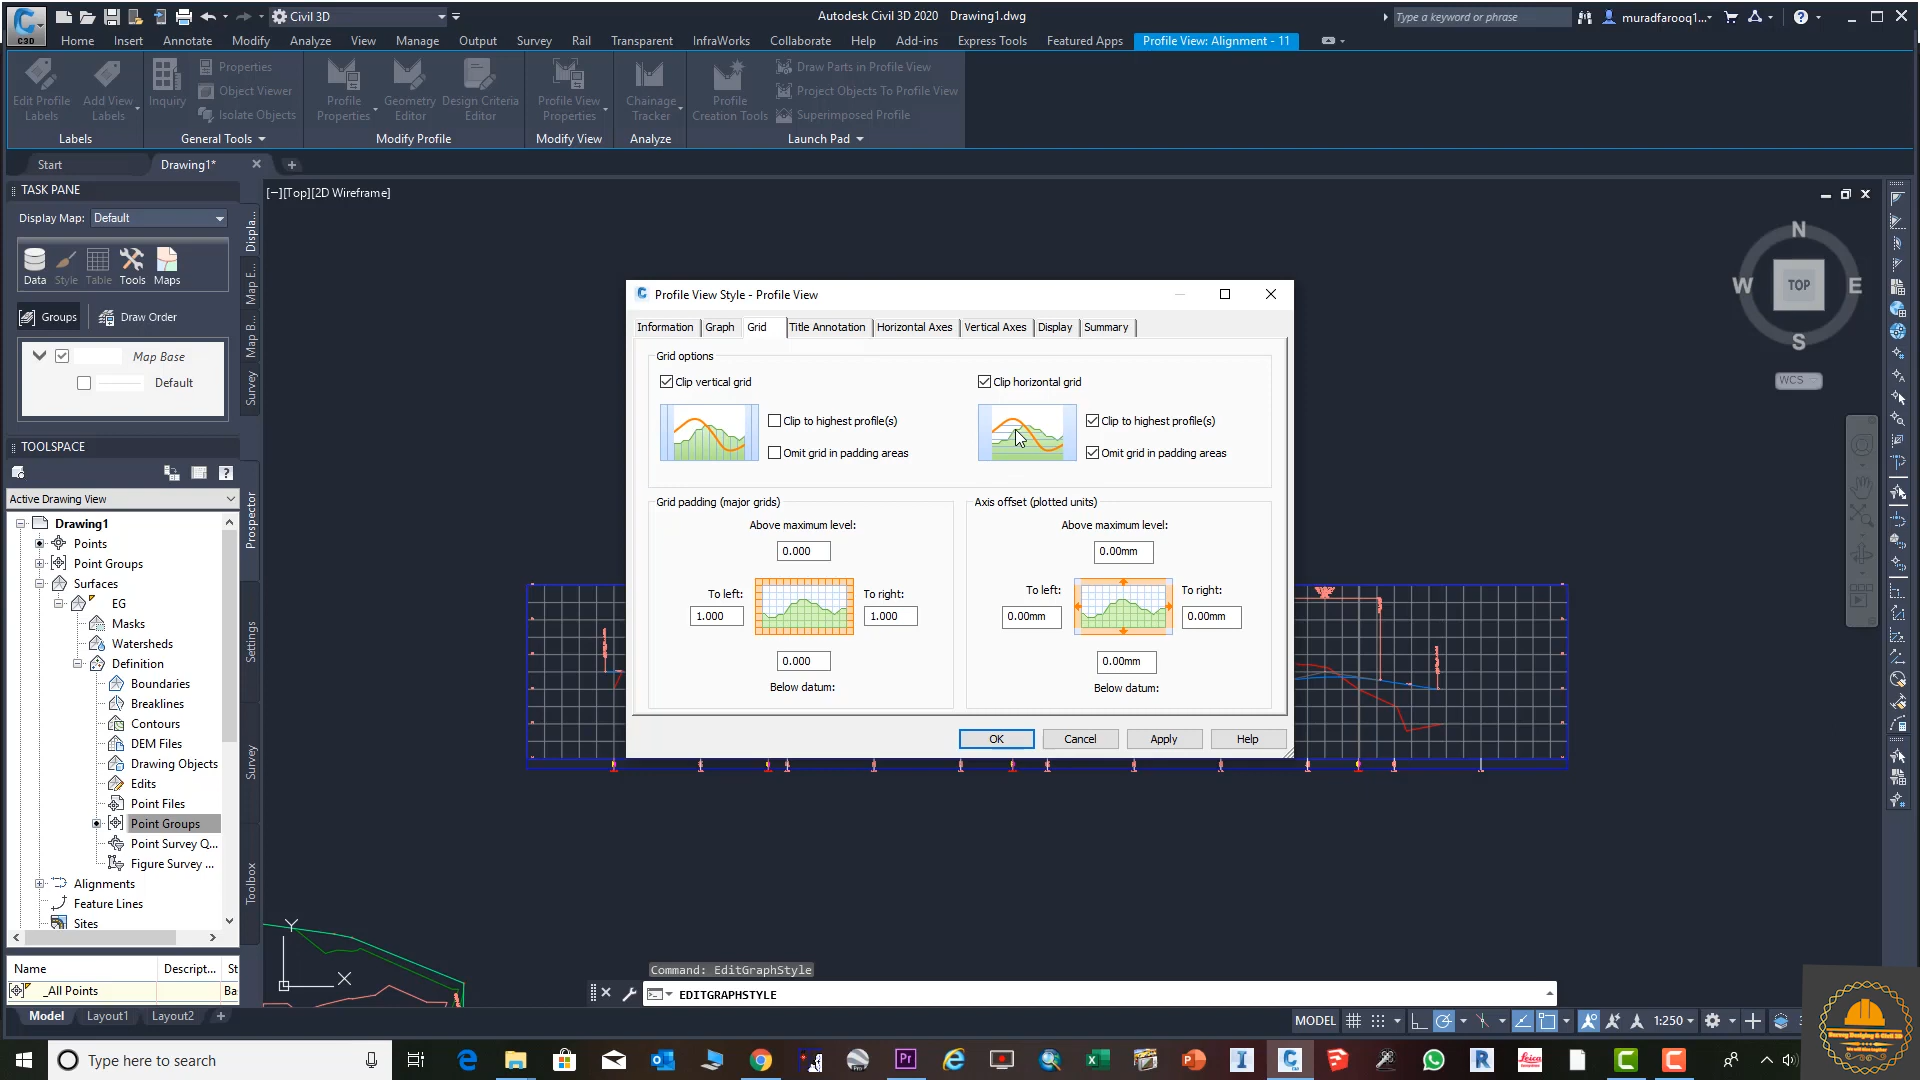 C3D
Civil 3D
Autodesk Civil 3D 2020 Drawing1.dwg
Type a keyword or phrase
muradfarooq1...
Home Insert Annotate Modify Analyze View Manage Output Survey Rail Transparent InfraWorks Collaborate Help Add-ins Express Tools Featured Apps Profile View: Alignment - 11
Edit Profile Labels
Add View Labels
Inquiry
Properties
Object Viewer
Isolate Objects
Profile Properties
Geometry Editor
Design Criteria Editor
Profile View Properties
Chainage Tracker
Profile Creation Tools
Draw Parts in Profile View
Project Objects To Profile View
Superimposed Profile
Labels
General Tools
Modify Profile
Modify View
Analyze
Launch Pad
Start
Drawing1*
TASK PANE
[−][Top][2D Wireframe]
Display Map: Default
Data Style Table Tools Maps
Groups
Draw Order
Map Base
Default
Displa...
Map E...
Map B...
Survey
TOOLSPACE
Active Drawing View
Drawing1
Points
Point Groups
Surfaces
EG
Masks
Watersheds
Definition
Boundaries
Breaklines
Contours
DEM Files
Drawing Objects
Edits
Point Files
Point Groups
Point Survey Q...
Figure Survey ...
Alignments
Feature Lines
Sites
Prospector
Settings
Survey
Toolbox
Name Descript... St
_All Points Ba
Model Layout1 Layout2
Profile View Style - Profile View
Information Graph Grid Title Annotation Horizontal Axes Vertical Axes Display Summary
Grid options
Clip vertical grid
Clip to highest profile(s)
Omit grid in padding areas
Clip horizontal grid
Clip to highest profile(s)
Omit grid in padding areas
Grid padding (major grids)
Above maximum level:
0.000
To left:
1.000
To right:
1.000
0.000
Below datum:
Axis offset (plotted units)
Above maximum level:
0.00mm
To left:
0.00mm
To right:
0.00mm
0.00mm
Below datum:
OK Cancel Apply Help
N
W TOP E
S
WCS
Y
X
Command: EditGraphStyle
EDITGRAPHSTYLE
MODEL
1:250
Type here to search